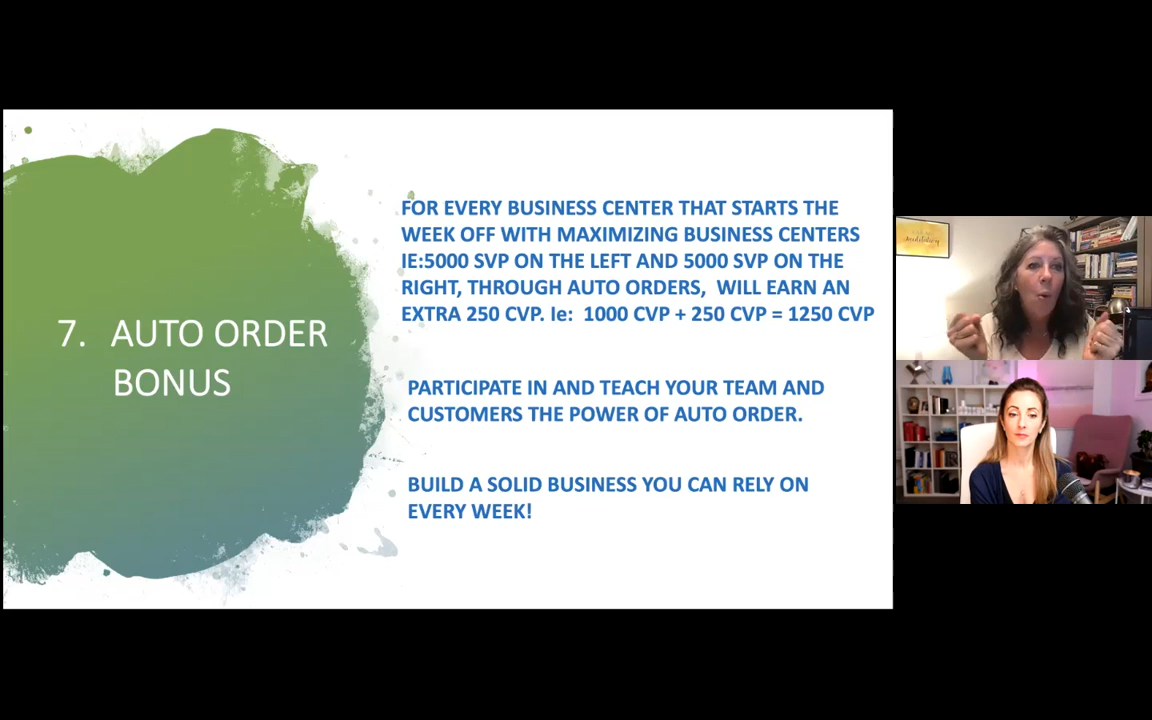 7. AUTO ORDER
BONUS
FOR EVERY BUSINESS CENTER THAT STARTS THE
WEEK OFF WITH MAXIMIZING BUSINESS CENTERS
IE:5000 SVP ON THE LEFT AND 5000 SVP ON THE
RIGHT, THROUGH AUTO ORDERS, WILL EARN AN
EXTRA 250 CVP. Ie: 1000 CVP + 250 CVP = 1250 CVP
PARTICIPATE IN AND TEACH YOUR TEAM AND
CUSTOMERS THE POWER OF AUTO ORDER.
BUILD A SOLID BUSINESS YOU CAN RELY ON
EVERY WEEK!